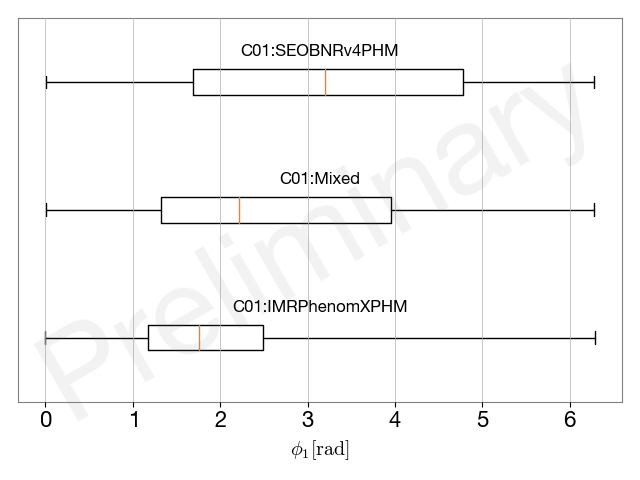 C01:SEOBNRv4PHM
C01:Mixed
C01:IMRPhenomXPHM
Preliminary
0 1 2 3 4 5 6
ϕ₁[rad]